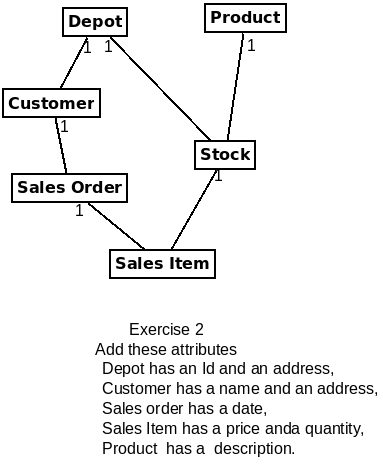 Depot
Product
1 1
1
Customer
1
Stock
1
Sales Order
1
Sales Item
Exercise 2
Add these attributes
Depot has an Id and an address,
Customer has a name and an address,
Sales order has a date,
Sales Item has a price anda quantity,
Product has a description.